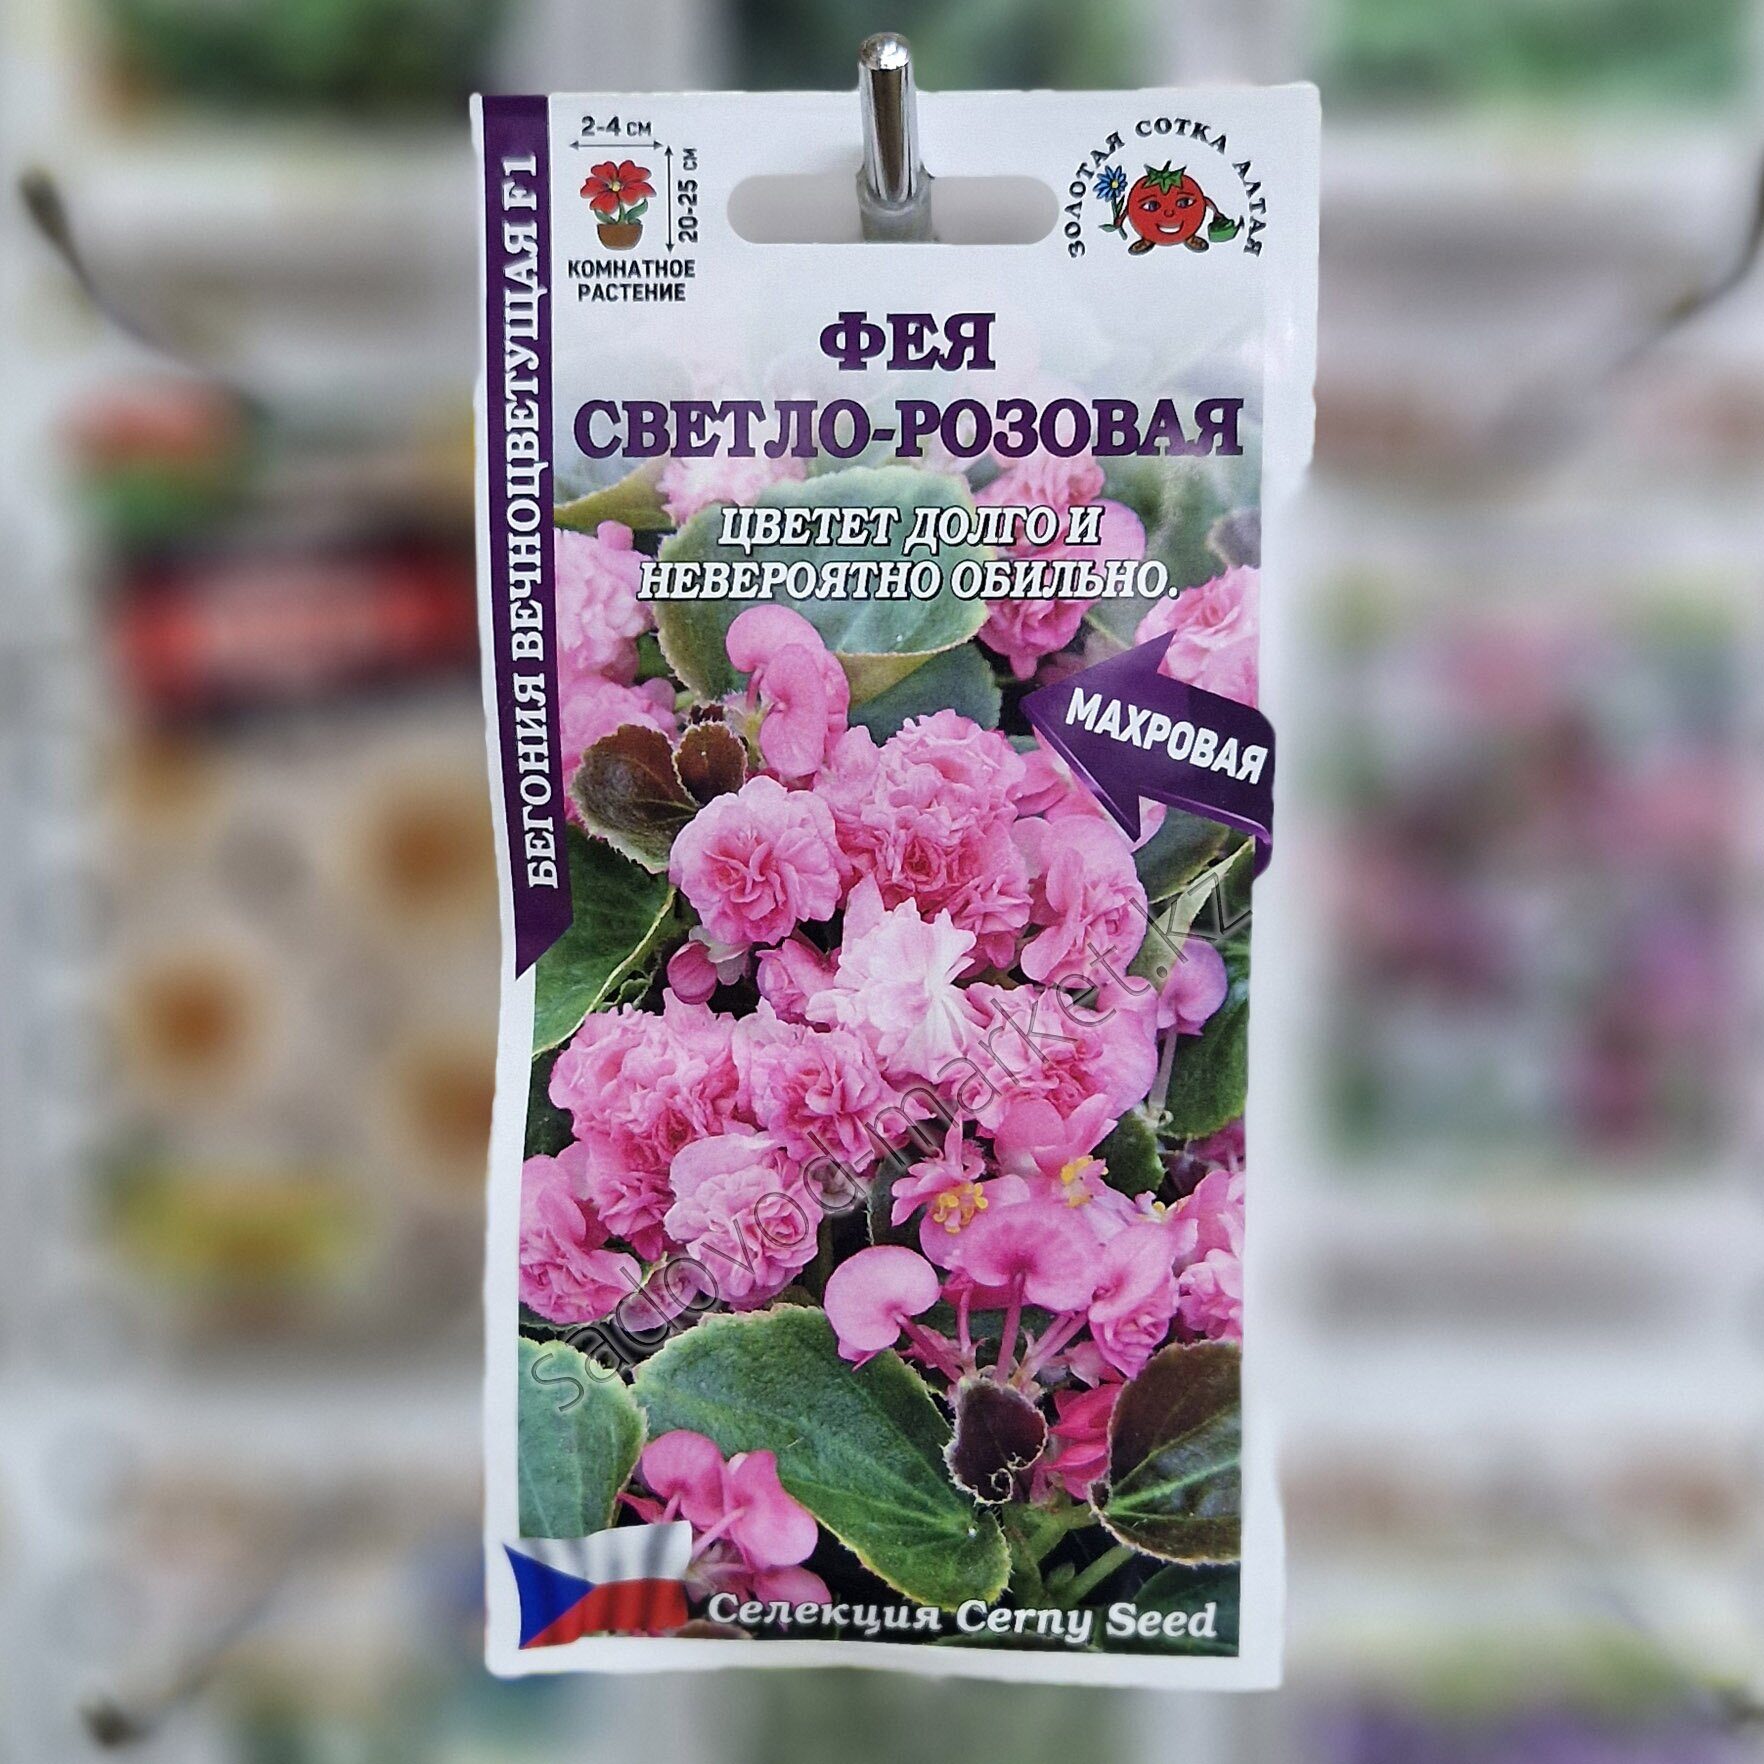 2-4 СМ
20-25 СМ
КОМНАТНОЕ
РАСТЕНИЕ
ЗОЛОТАЯ СОТКА АЛТАЯ
БЕГОНИЯ ВЕЧНОЦВЕТУЩАЯ F1
ФЕЯ
СВЕТЛО-РОЗОВАЯ
ЦВЕТЕТ ДОЛГО И
НЕВЕРОЯТНО ОБИЛЬНО.
МАХРОВАЯ
sadovod-market.kz
Селекция Cerny Seed